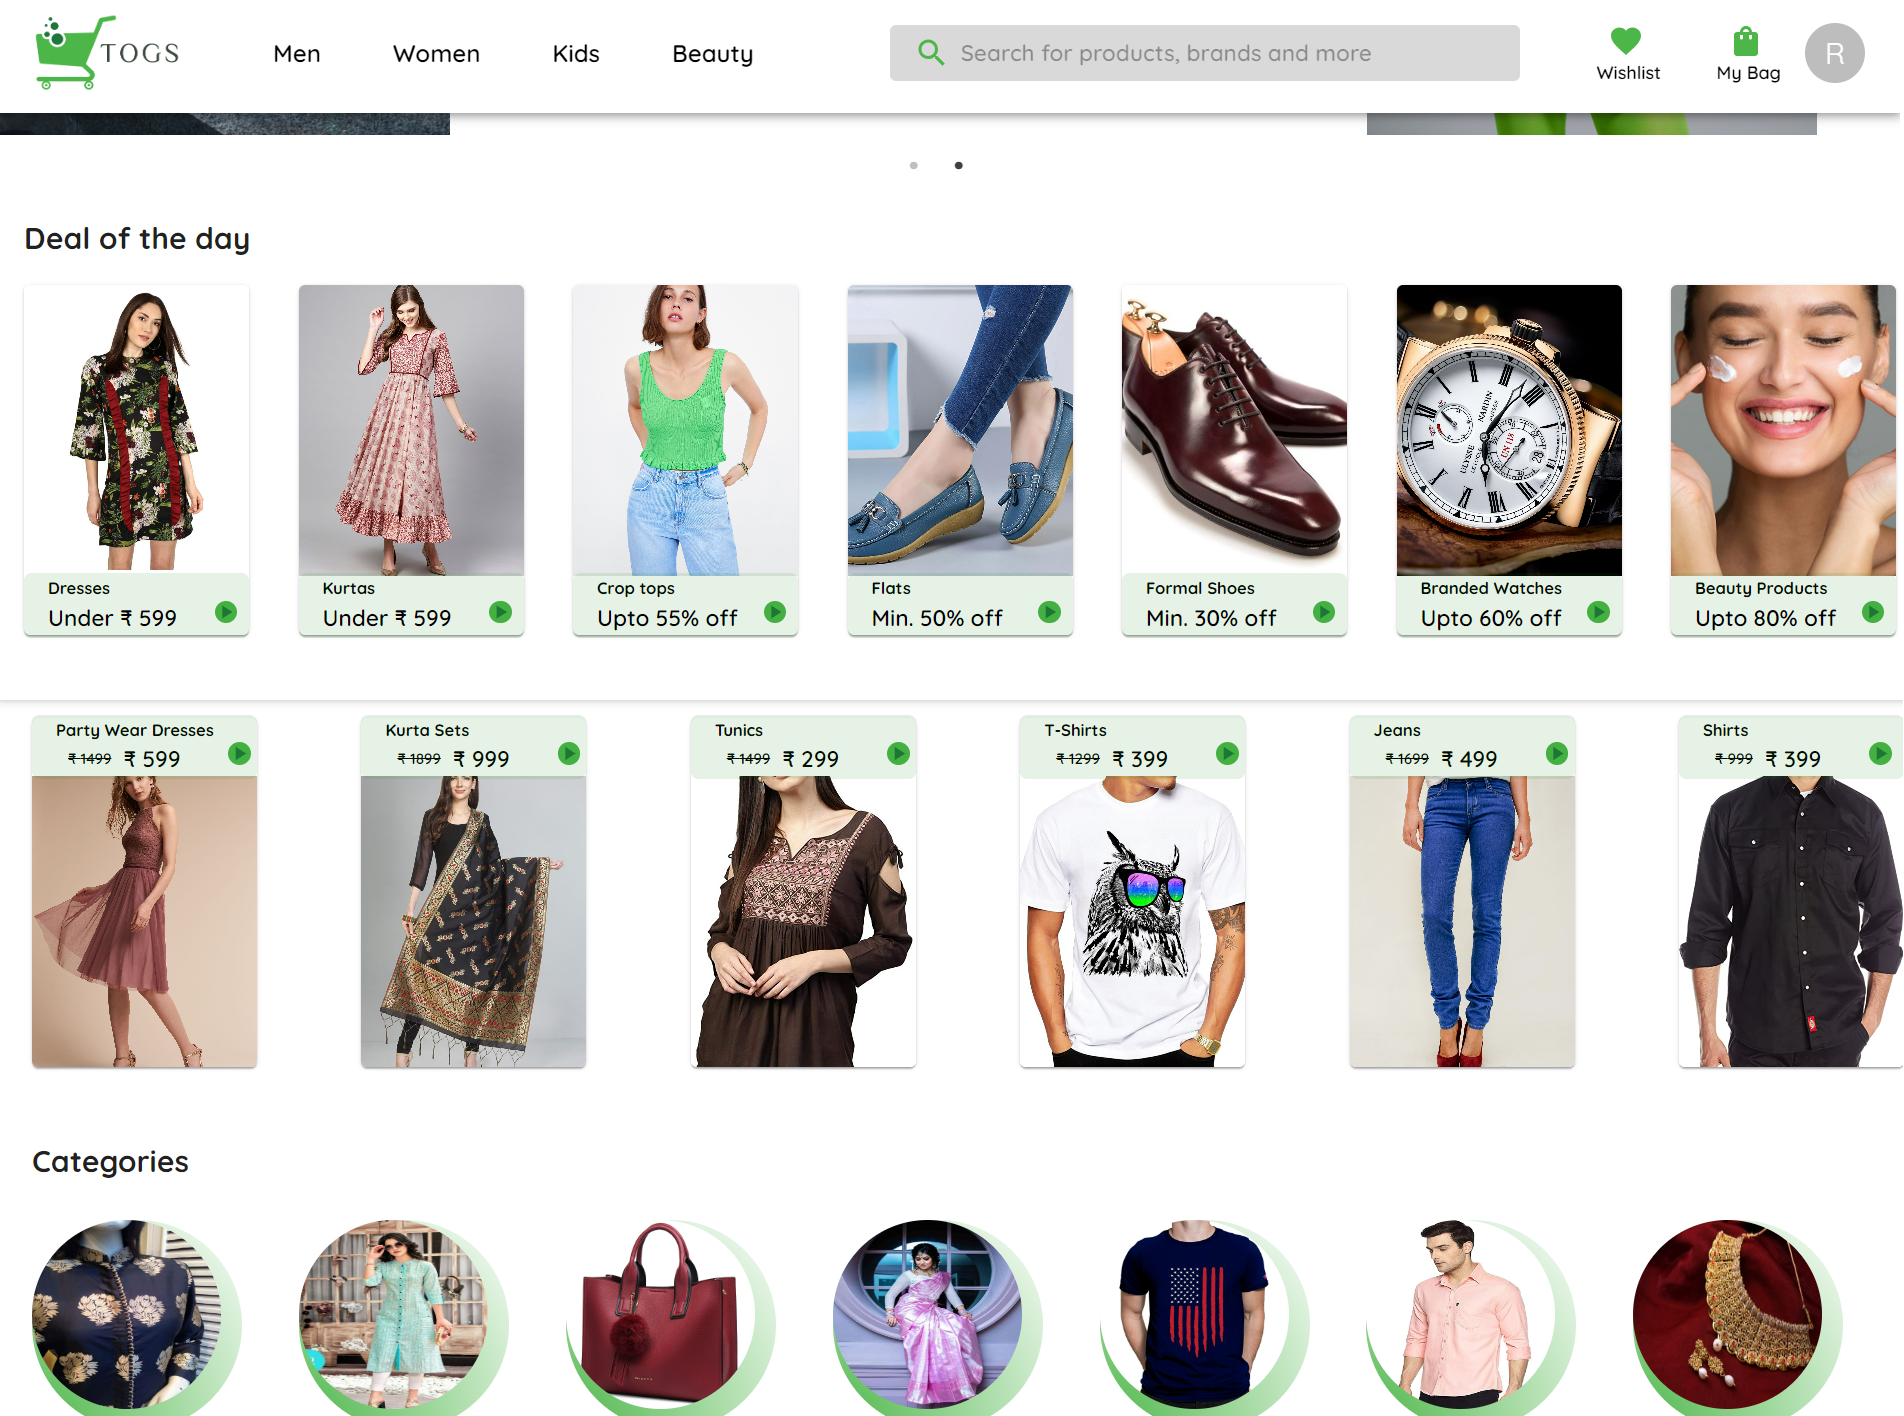 TOGS
Men
Women
Kids
Beauty
Search for products, brands and more
Wishlist
My Bag
R
Deal of the day
Dresses
Under ₹ 599
Kurtas
Under ₹ 599
Crop tops
Upto 55% off
Flats
Min. 50% off
Formal Shoes
Min. 30% off
Branded Watches
Upto 60% off
Beauty Products
Upto 80% off
ULYSSE NARDIN
Party Wear Dresses
₹ 1499 ₹ 599
Kurta Sets
₹ 1899 ₹ 999
Tunics
₹ 1499 ₹ 299
T-Shirts
₹ 1299 ₹ 399
Jeans
₹ 1699 ₹ 499
Shirts
₹ 999 ₹ 399
Categories